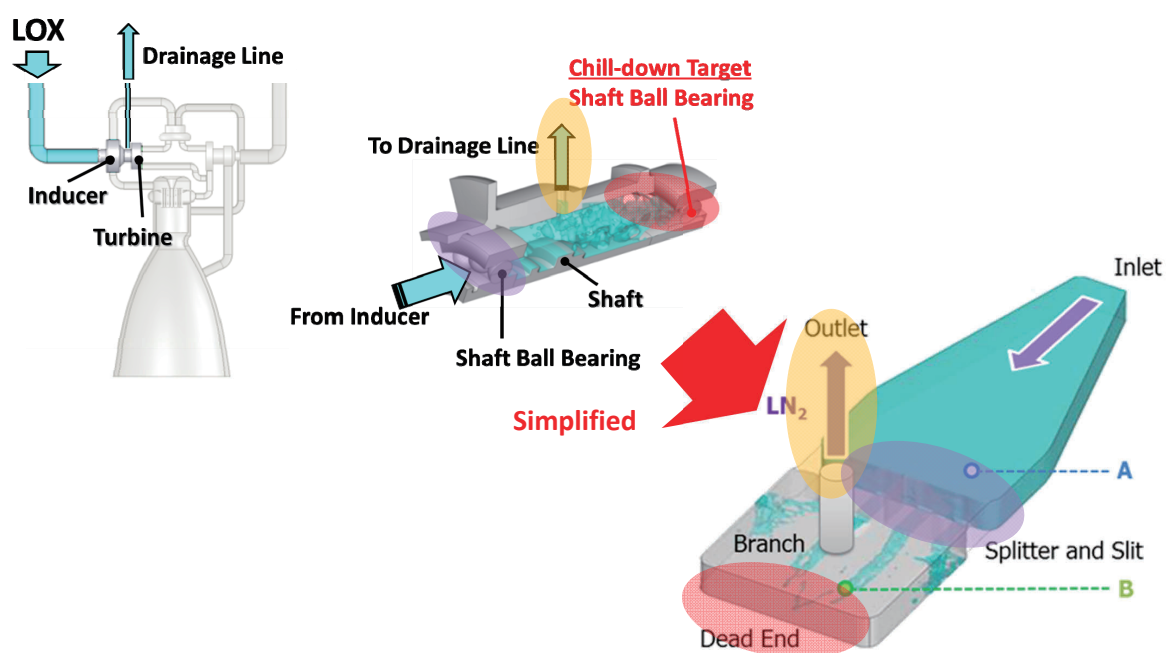 LOX
Drainage Line
Inducer
Turbine
Chill-down Target
Shaft Ball Bearing
To Drainage Line
From Inducer
Shaft
Shaft Ball Bearing
Simplified
Inlet
Outlet
LN₂
A
Branch
Splitter and Slit
B
Dead End